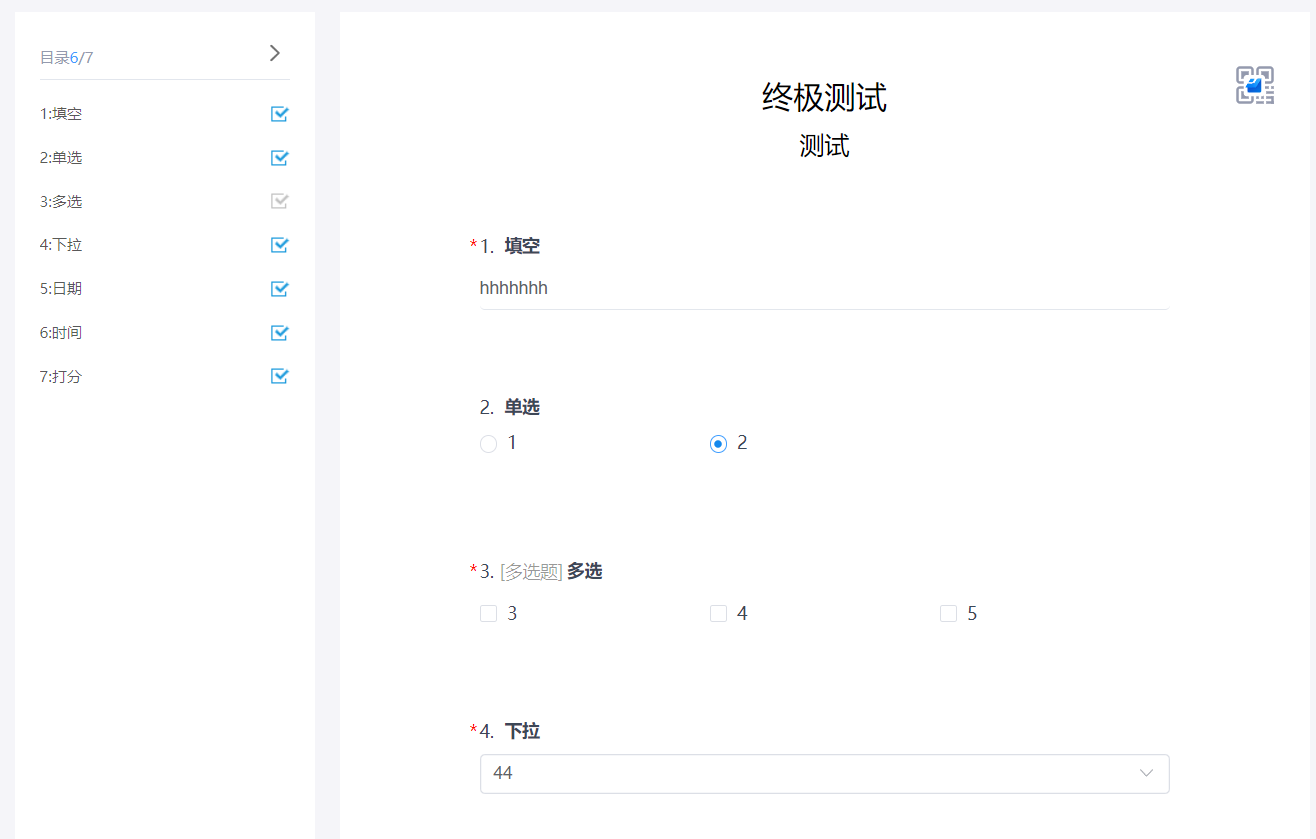 目录6/7
1:填空
2:单选
3:多选
4:下拉
5:日期
6:时间
7:打分
终极测试
测试
*1. 填空
hhhhhhh
2. 单选
1 2
*3. [多选题] 多选
3 4 5
*4. 下拉
44